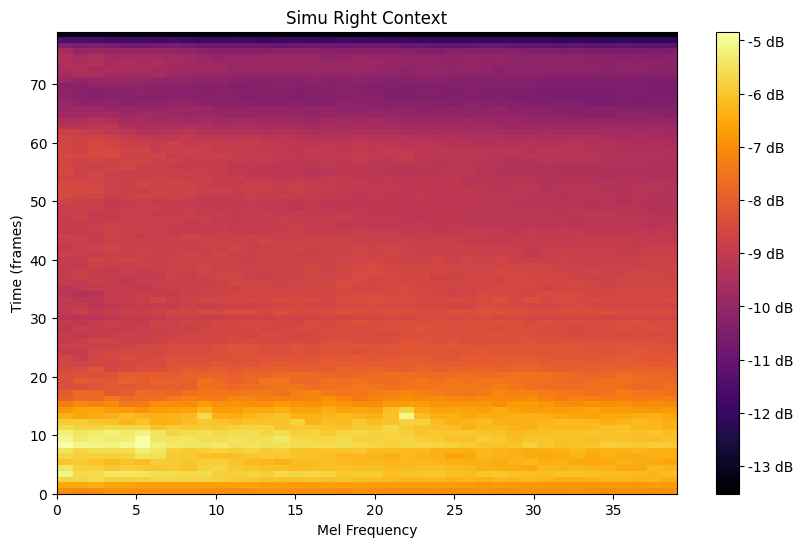 Simu Right Context
Time (frames)
70
60
50
40
30
20
10
0
0 5 10 15 20 25 30 35
Mel Frequency
-5 dB
-6 dB
-7 dB
-8 dB
-9 dB
-10 dB
-11 dB
-12 dB
-13 dB